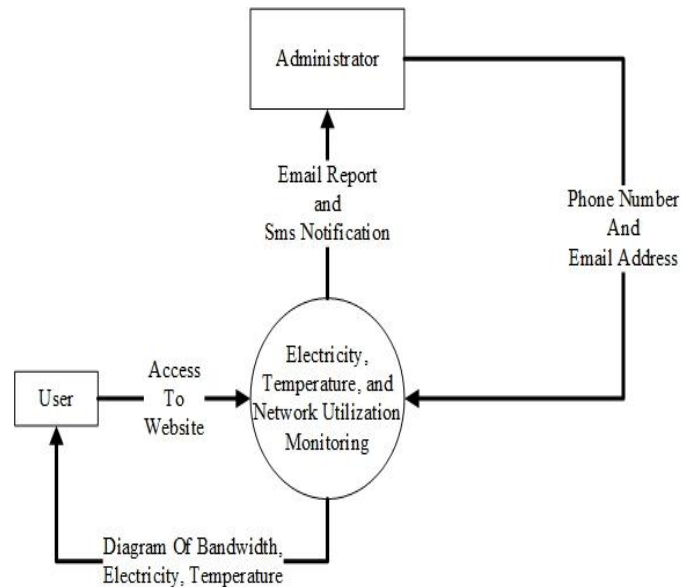 Administrator
Email Report
and
Sms Notification
Phone Number
And
Email Address
Electricity,
Temperature, and
Network Utilization
Monitoring
User
Access
To
Website
Diagram Of Bandwidth,
Electricity, Temperature